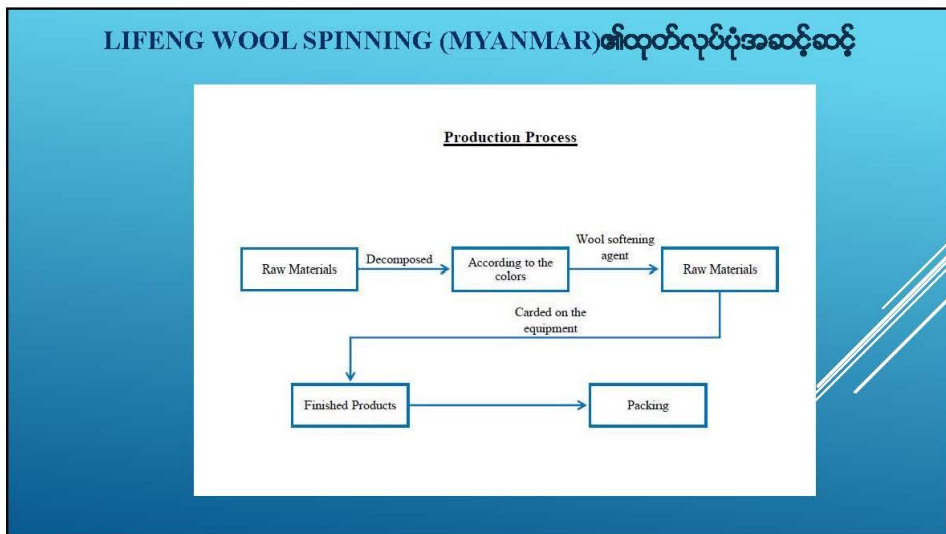 LIFENG WOOL SPINNING (MYANMAR)၏ထုတ်လုပ်ပုံအဆင့်ဆင့်
Production Process
Raw Materials
Decomposed
According to the
colors
Wool softening
agent
Raw Materials
Carded on the
equipment
Finished Products
Packing